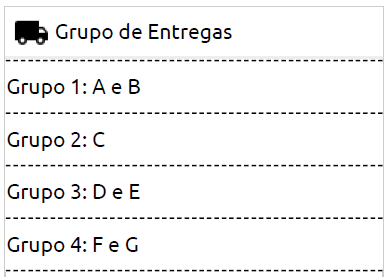 Grupo de Entregas
Grupo 1: A e B
Grupo 2: C
Grupo 3: D e E
Grupo 4: F e G